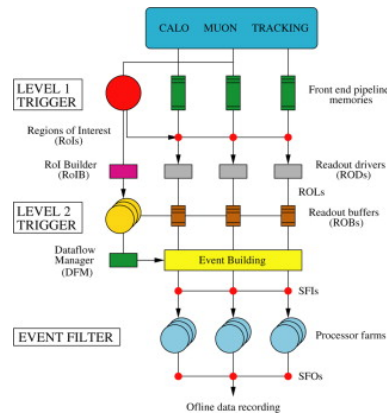 CALO MUON TRACKING
LEVEL 1
TRIGGER
Front end pipeline
memories
Regions of Interest
(RoIs)
RoI Builder
(RoIB)
Readout drivers
(RODs)
ROLs
LEVEL 2
TRIGGER
Readout buffers
(ROBs)
Dataflow
Manager
(DFM)
Event Building
SFIs
EVENT FILTER
Processor farms
SFOs
Ofline data recording